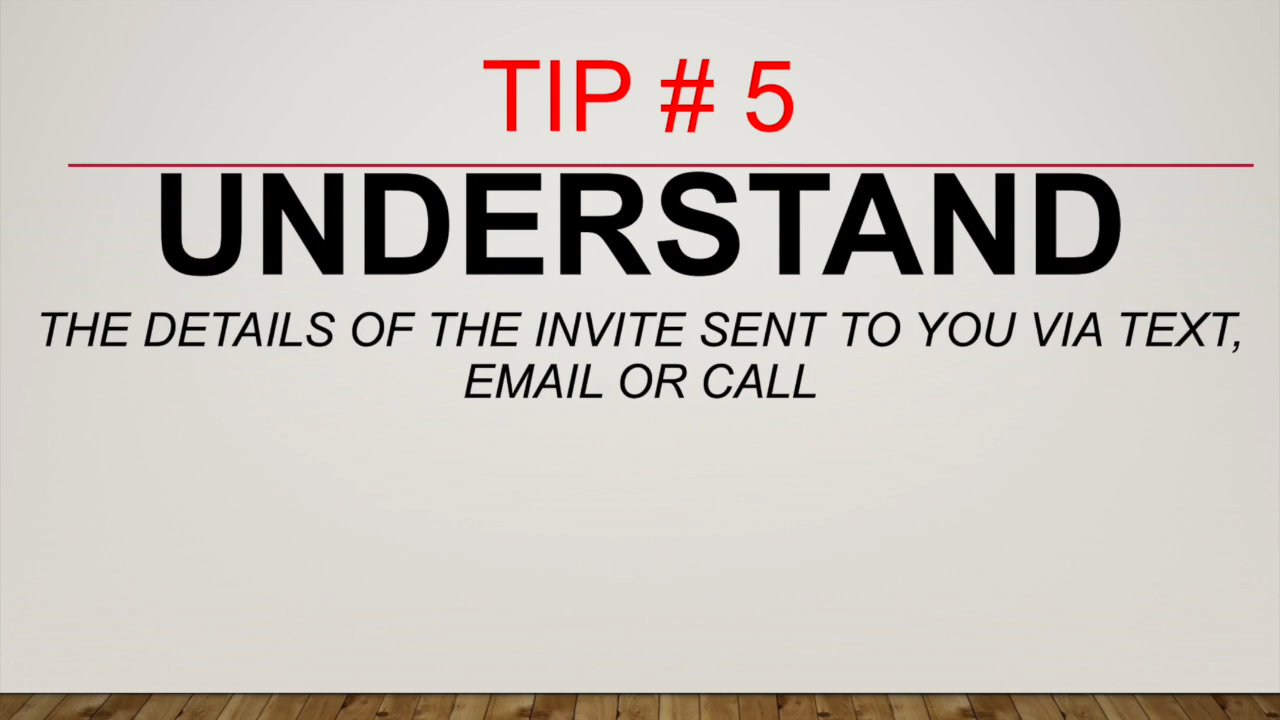 TIP # 5
UNDERSTAND
THE DETAILS OF THE INVITE SENT TO YOU VIA TEXT,
EMAIL OR CALL